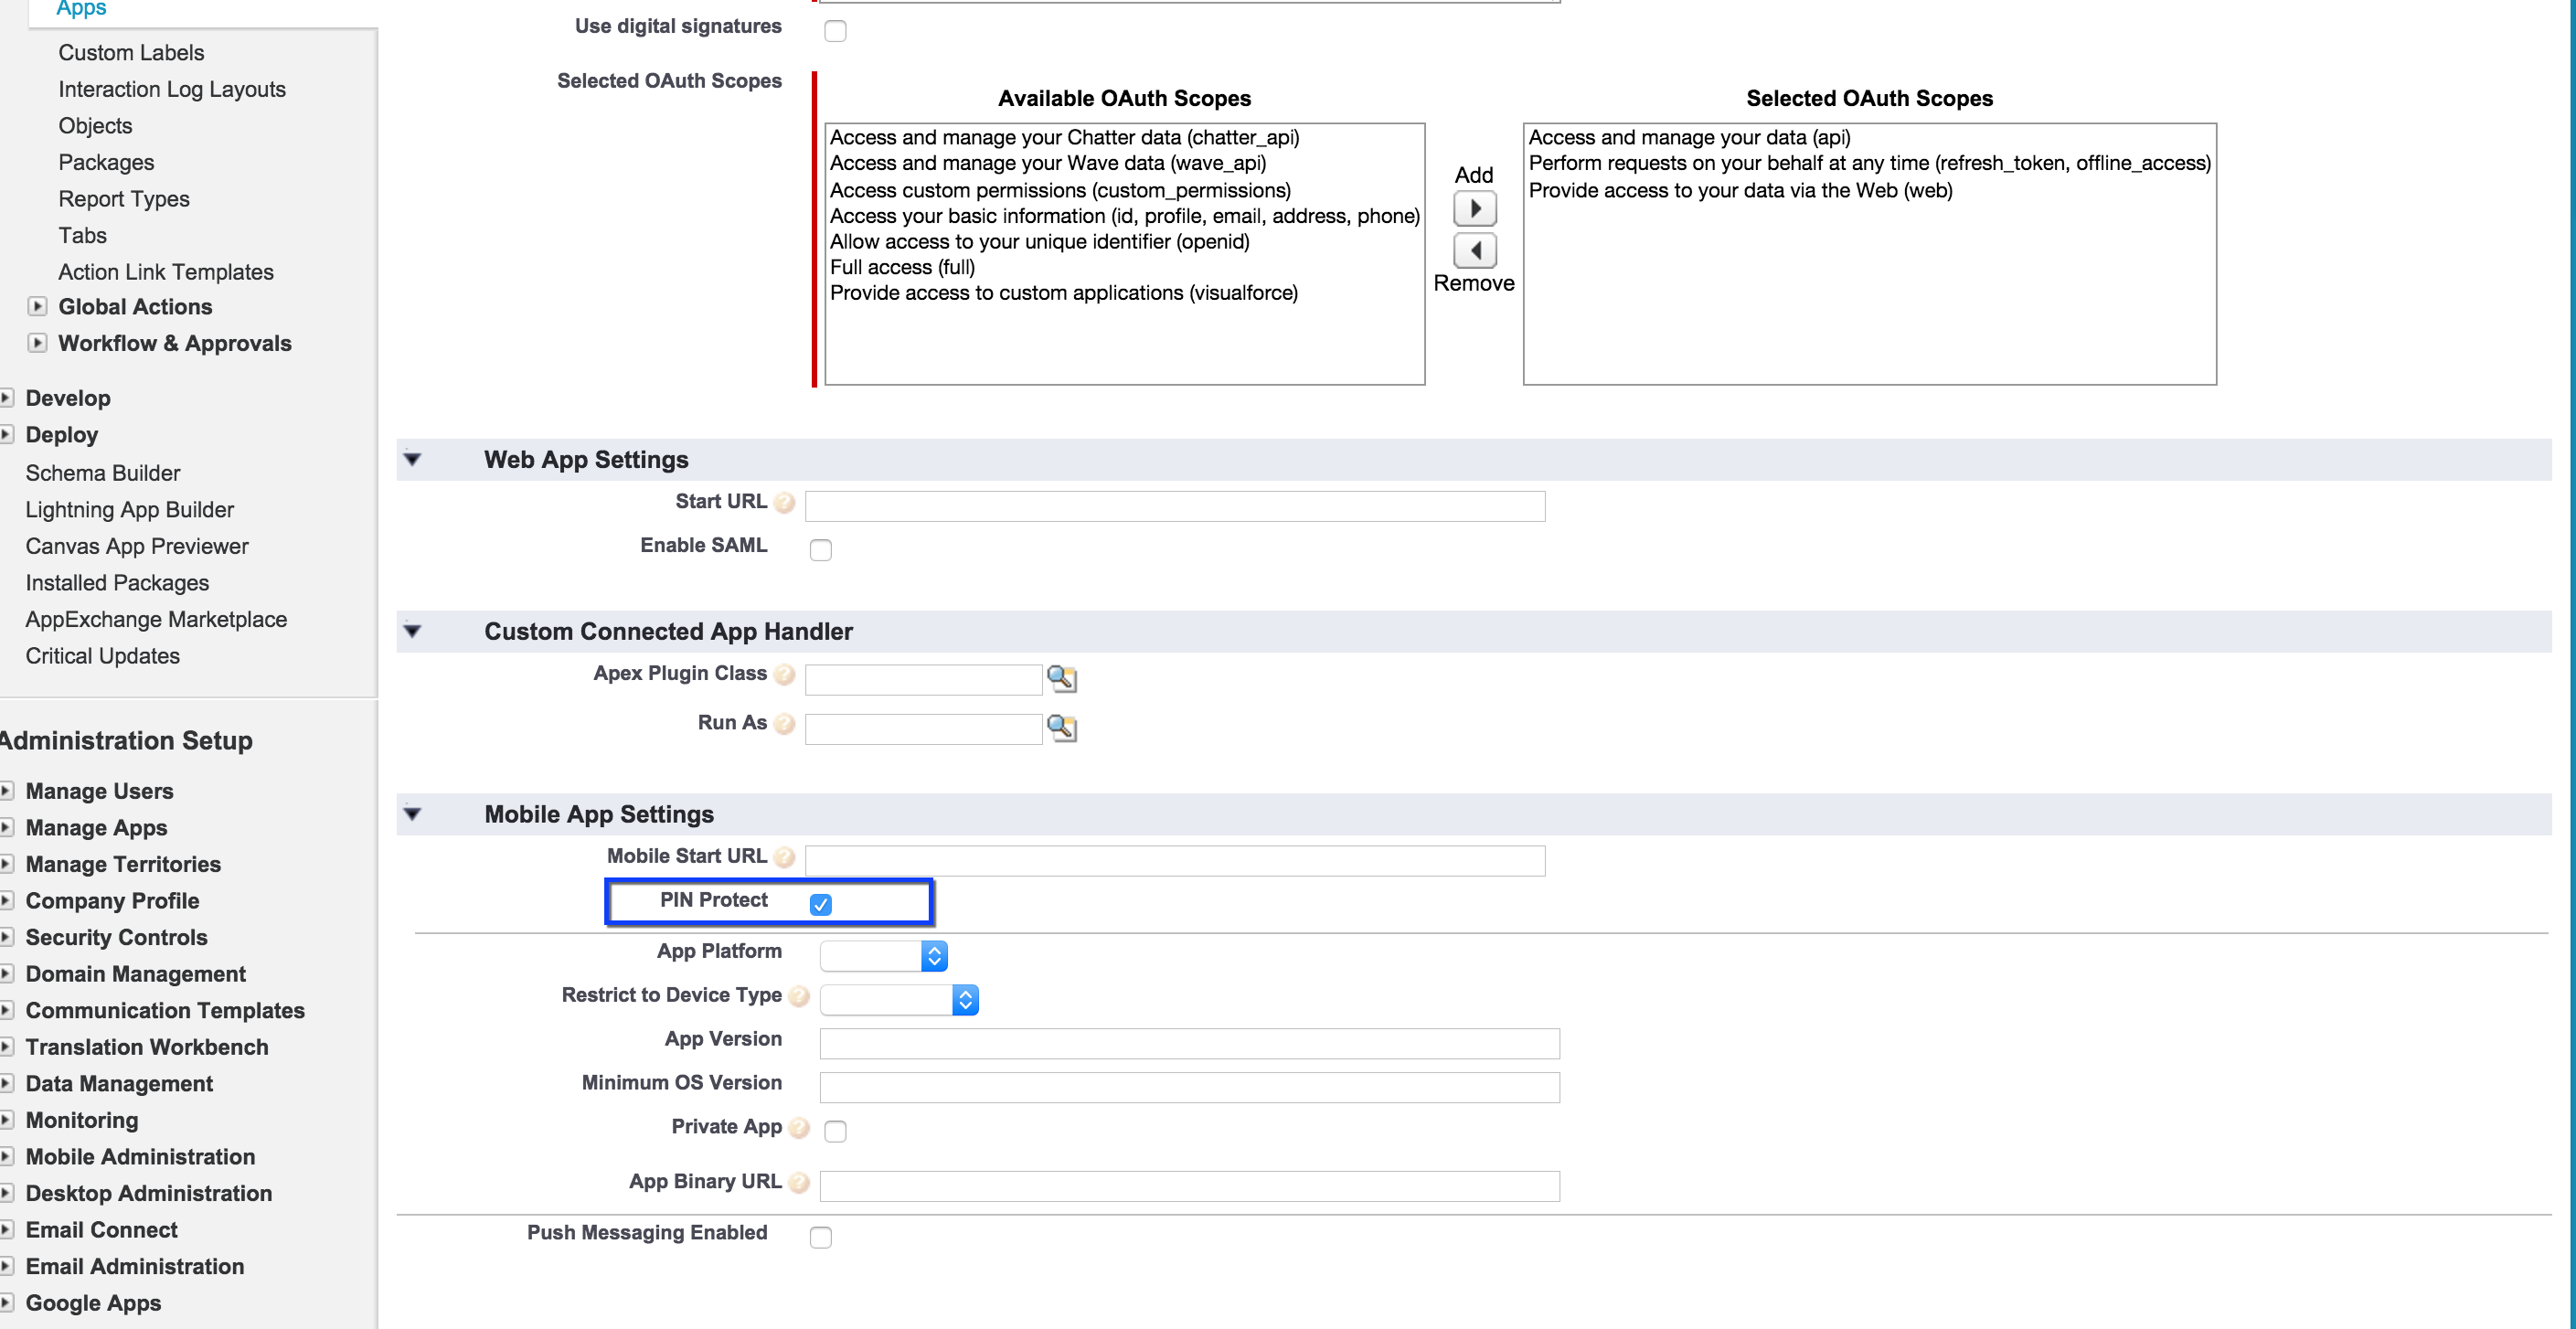 Apps
Custom Labels
Interaction Log Layouts
Objects
Packages
Report Types
Tabs
Action Link Templates
Global Actions
Workflow & Approvals
Develop
Deploy
Schema Builder
Lightning App Builder
Canvas App Previewer
Installed Packages
AppExchange Marketplace
Critical Updates
Administration Setup
Manage Users
Manage Apps
Manage Territories
Company Profile
Security Controls
Domain Management
Communication Templates
Translation Workbench
Data Management
Monitoring
Mobile Administration
Desktop Administration
Email Connect
Email Administration
Google Apps
Use digital signatures
Selected OAuth Scopes
Available OAuth Scopes
Access and manage your Chatter data (chatter_api)
Access and manage your Wave data (wave_api)
Access custom permissions (custom_permissions)
Access your basic information (id, profile, email, address, phone)
Allow access to your unique identifier (openid)
Full access (full)
Provide access to custom applications (visualforce)
Add
Remove
Selected OAuth Scopes
Access and manage your data (api)
Perform requests on your behalf at any time (refresh_token, offline_access)
Provide access to your data via the Web (web)
Web App Settings
Start URL ?
Enable SAML
Custom Connected App Handler
Apex Plugin Class ?
Run As ?
Mobile App Settings
Mobile Start URL ?
PIN Protect
App Platform
Restrict to Device Type ?
App Version
Minimum OS Version
Private App ?
App Binary URL ?
Push Messaging Enabled